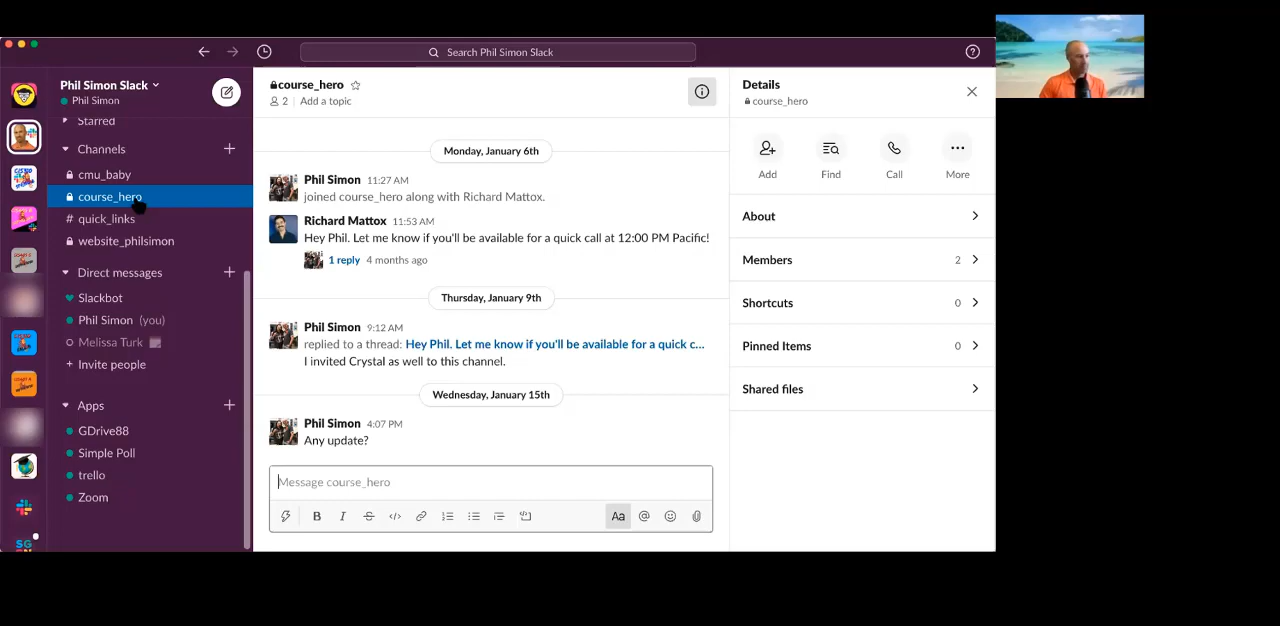 Search Phil Simon Slack
Phil Simon Slack
Phil Simon
Starred
Channels
cmu_baby
course_hero
# quick_links
website_philsimon
Direct messages
Slackbot
Phil Simon (you)
Melissa Turk
+ Invite people
Apps
GDrive88
Simple Poll
trello
Zoom
SG
course_hero
2 | Add a topic
Monday, January 6th
Phil Simon 11:27 AM
joined course_hero along with Richard Mattox.
Richard Mattox 11:53 AM
Hey Phil. Let me know if you'll be available for a quick call at 12:00 PM Pacific!
1 reply 4 months ago
Thursday, January 9th
Phil Simon 9:12 AM
replied to a thread: Hey Phil. Let me know if you'll be available for a quick c...
I invited Crystal as well to this channel.
Wednesday, January 15th
Phil Simon 4:07 PM
Any update?
Message course_hero
B I S </> Aa @
Details
course_hero
Add Find Call More
About
Members 2
Shortcuts 0
Pinned Items 0
Shared files